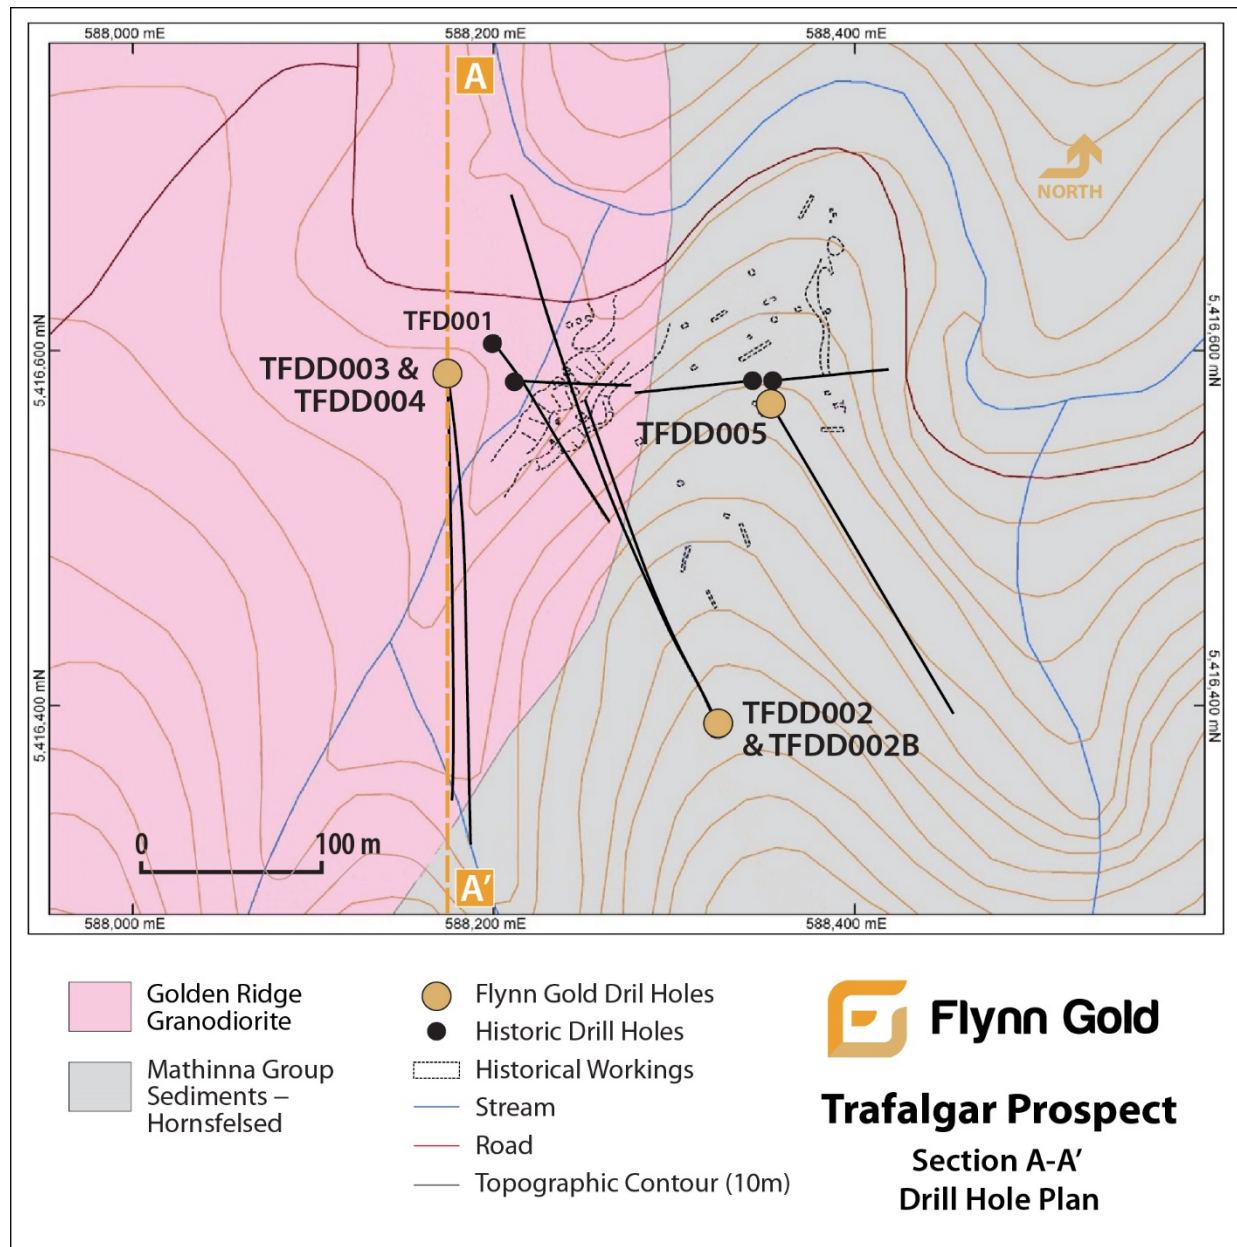 588,000 mE
588,200 mE
588,400 mE
A
NORTH
5,416,600 mN
5,416,600 mN
TFD001
TFDD003 &
TFDD004
TFDD005
5,416,400 mN
5,416,400 mN
TFDD002
& TFDD002B
0
100 m
A'
588,000 mE
588,200 mE
588,400 mE
Golden Ridge
Granodiorite
Mathinna Group
Sediments –
Hornsfelsed
Flynn Gold Dril Holes
Historic Drill Holes
Historical Workings
Stream
Road
Topographic Contour (10m)
Flynn Gold
Trafalgar Prospect
Section A-A'
Drill Hole Plan